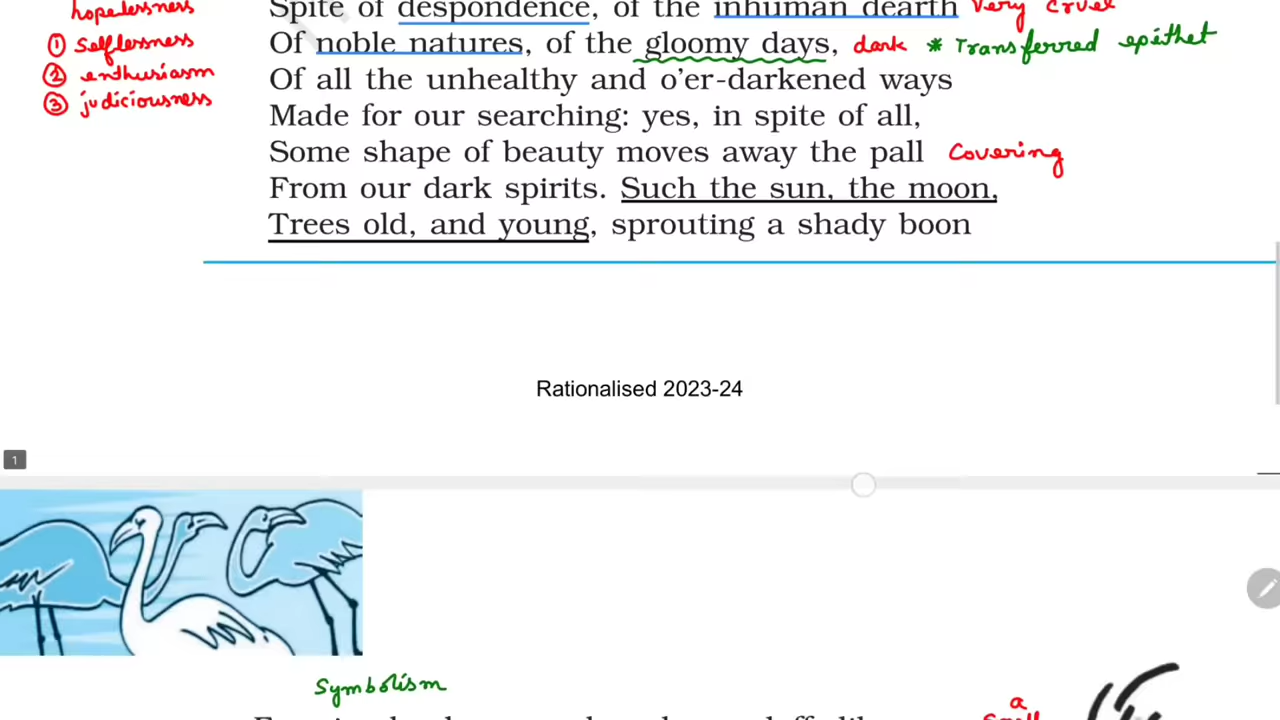 hopelessness
Spite of despondence, of the inhuman dearth very cruel
① Selflessness
Of noble natures, of the gloomy days, dark * Transferred epithet
② enthusiasm
Of all the unhealthy and o'er-darkened ways
③ judiciousness
Made for our searching: yes, in spite of all,
Some shape of beauty moves away the pall covering
From our dark spirits. Such the sun, the moon,
Trees old, and young, sprouting a shady boon
Rationalised 2023-24
1
Symbolism
a